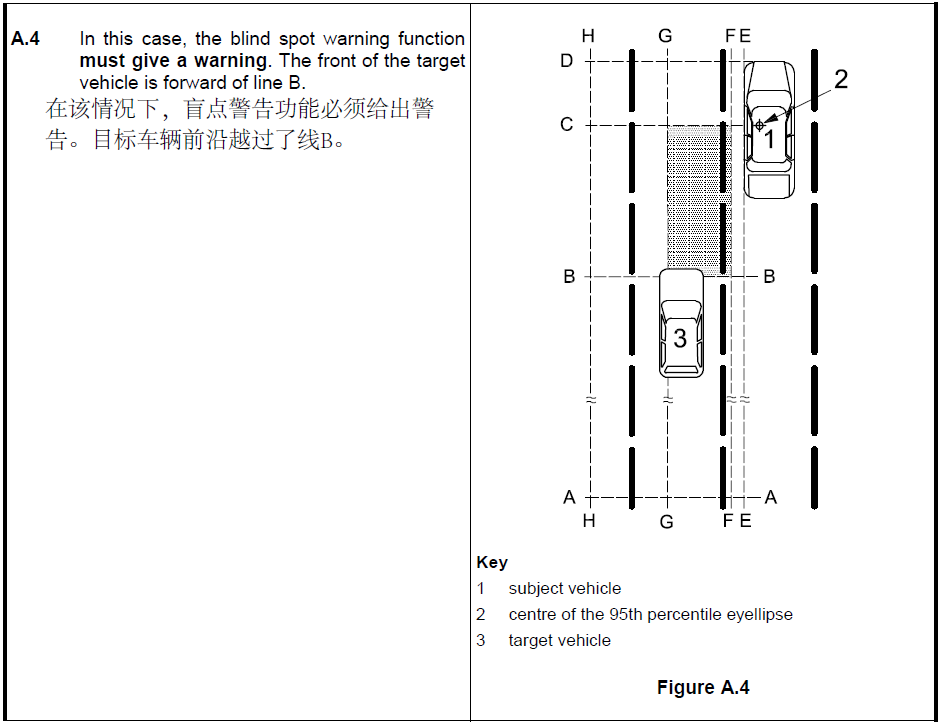 A.4 In this case, the blind spot warning function
must give a warning. The front of the target
vehicle is forward of line B.
在该情况下，盲点警告功能必须给出警
告。目标车辆前沿越过了线B。
H G F E
D
2
C
1
B B
3
A A
H G F E
Key
1 subject vehicle
2 centre of the 95th percentile eyellipse
3 target vehicle
Figure A.4